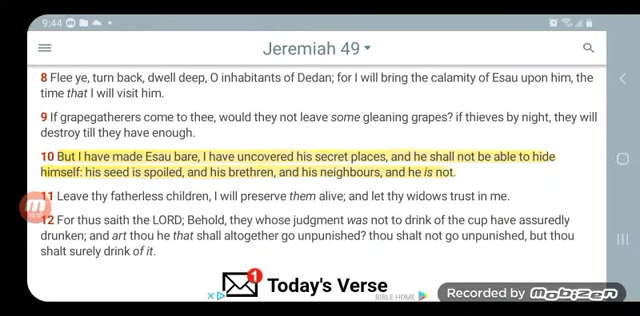 9:44
Jeremiah 49
8 Flee ye, turn back, dwell deep, O inhabitants of Dedan; for I will bring the calamity of Esau upon him, the
time that I will visit him.
9 If grapegatherers come to thee, would they not leave some gleaning grapes? if thieves by night, they will
destroy till they have enough.
10 But I have made Esau bare, I have uncovered his secret places, and he shall not be able to hide
himself: his seed is spoiled, and his brethren, and his neighbours, and he is not.
11 Leave thy fatherless children, I will preserve them alive; and let thy widows trust in me.
12 For thus saith the LORD; Behold, they whose judgment was not to drink of the cup have assuredly
drunken; and art thou he that shall altogether go unpunished? thou shalt not go unpunished, but thou
shalt surely drink of it.
1
Today's Verse
BIBLE HOME
Recorded by Mobizen